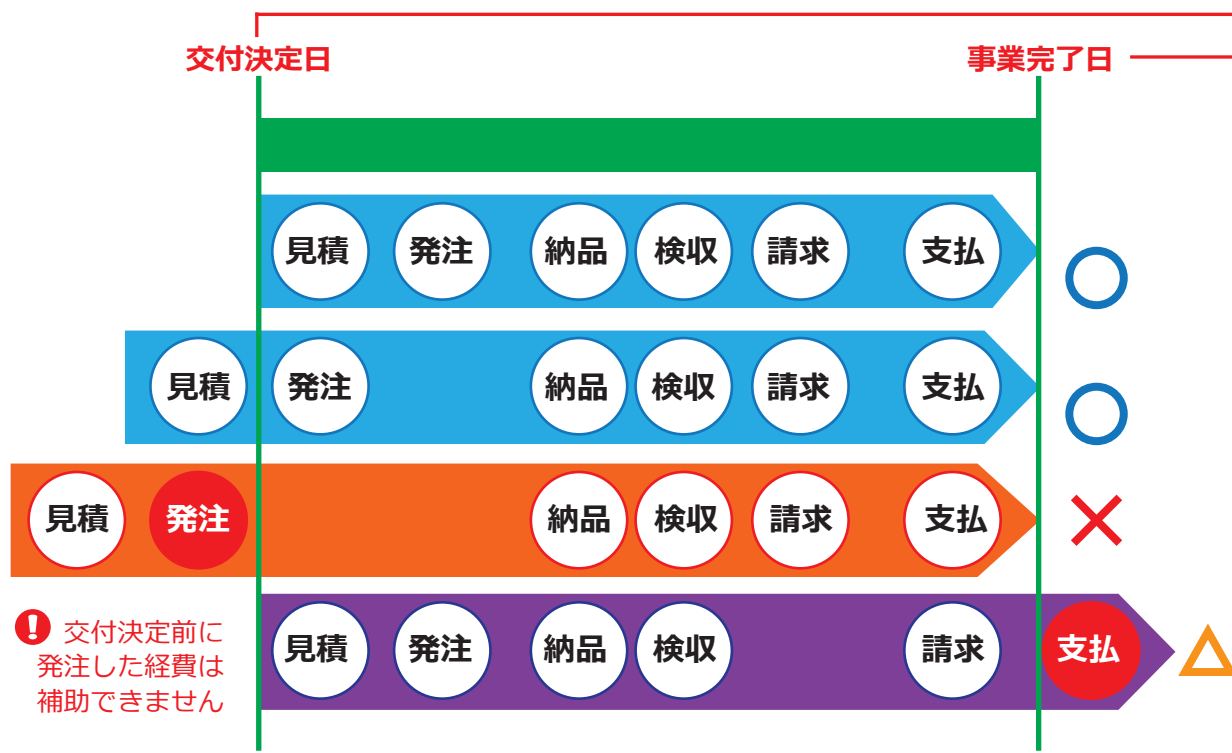 交付決定日 事業完了日
見積 発注 納品 検収 請求 支払
見積 発注 納品 検収 請求 支払
見積 発注 納品 検収 請求 支払
見積 発注 納品 検収 請求 支払
! 交付決定前に
発注した経費は
補助できません